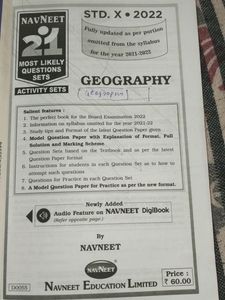 NAVNEET
21
MOST LIKELY
QUESTIONS
SETS
ACTIVITY SETS
STD. X • 2022
Fully updated as per portion
omitted from the syllabus
for the year 2021-2022
GEOGRAPHY
Geography
Salient features :
1. The perfect book for the Board Examination 2022
2. Information on syllabus omitted for the year 2021-22
3. Study tips and Format of the latest Question Paper given
4. Model Question Paper with Explanation of Format, Full
Solution and Marking Scheme.
5. Question Sets based on the Textbook and as per the latest
Question Paper format
6. Instructions for students in each Question Set as to how to
attempt such questions
7. Questions for Practice in each Question Set
8. A Model Question Paper for Practice as per the new format.
Newly Added
Audio Feature on NAVNEET DigiBook
(Refer opposite page.)
By
NAVNEET
NAVNEET
NAVNEET EDUCATION LIMITED
Price :
₹ 60.00
D0055